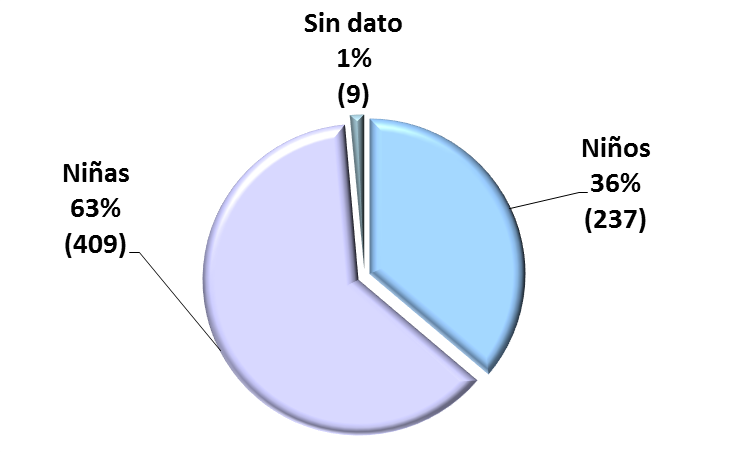 Sin dato
1%
(9)
Niños
36%
(237)
Niñas
63%
(409)